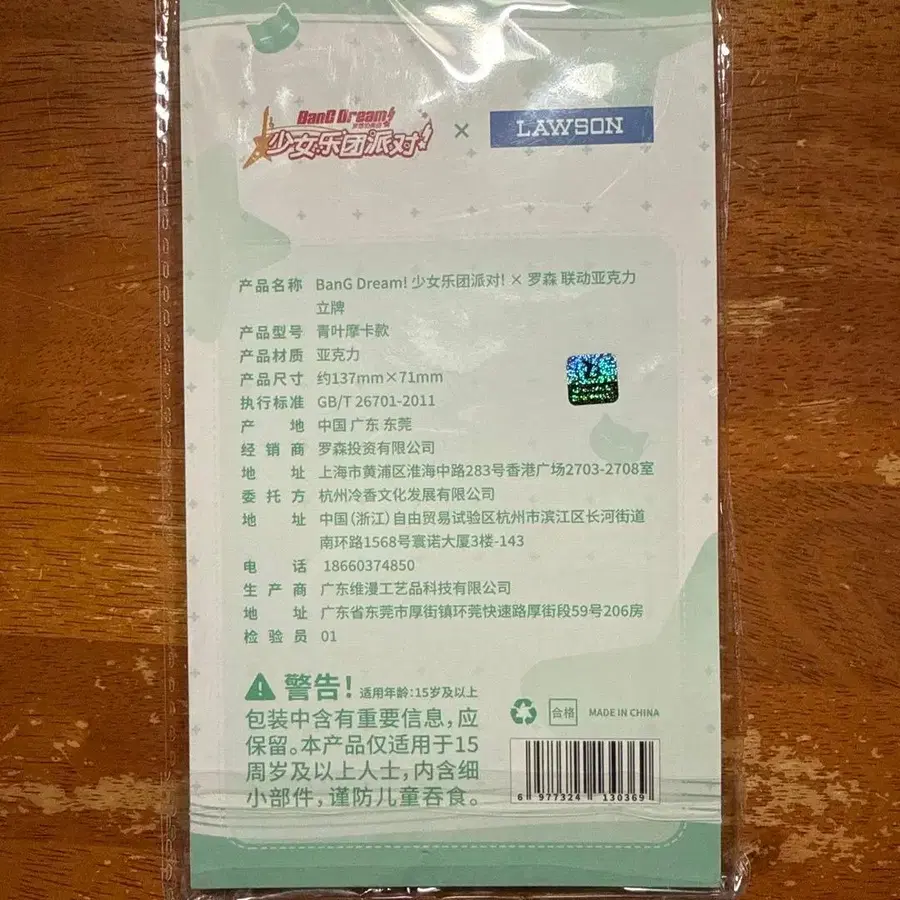 BanG Dream!
少女乐团派对!
×
LAWSON
产品名称 BanG Dream! 少女乐团派对! × 罗森 联动亚克力
立牌
产品型号 青叶摩卡款
产品材质 亚克力
产品尺寸 约137mm×71mm
执行标准 GB/T 26701-2011
产地 中国 广东 东莞
经销商 罗森投资有限公司
地址 上海市黄浦区淮海中路283号香港广场2703-2708室
委托方 杭州冷香文化发展有限公司
地址 中国(浙江)自由贸易试验区杭州市滨江区长河街道
南环路1568号寰诺大厦3楼-143
电话 18660374850
生产商 广东维漫工艺品科技有限公司
地址 广东省东莞市厚街镇环莞快速路厚街段59号206房
检验员 01
警告! 适用年龄:15岁及以上
包装中含有重要信息,应
保留。本产品仅适用于15
周岁及以上人士,内含细
小部件,谨防儿童吞食。
合格 MADE IN CHINA
6 977324 130369